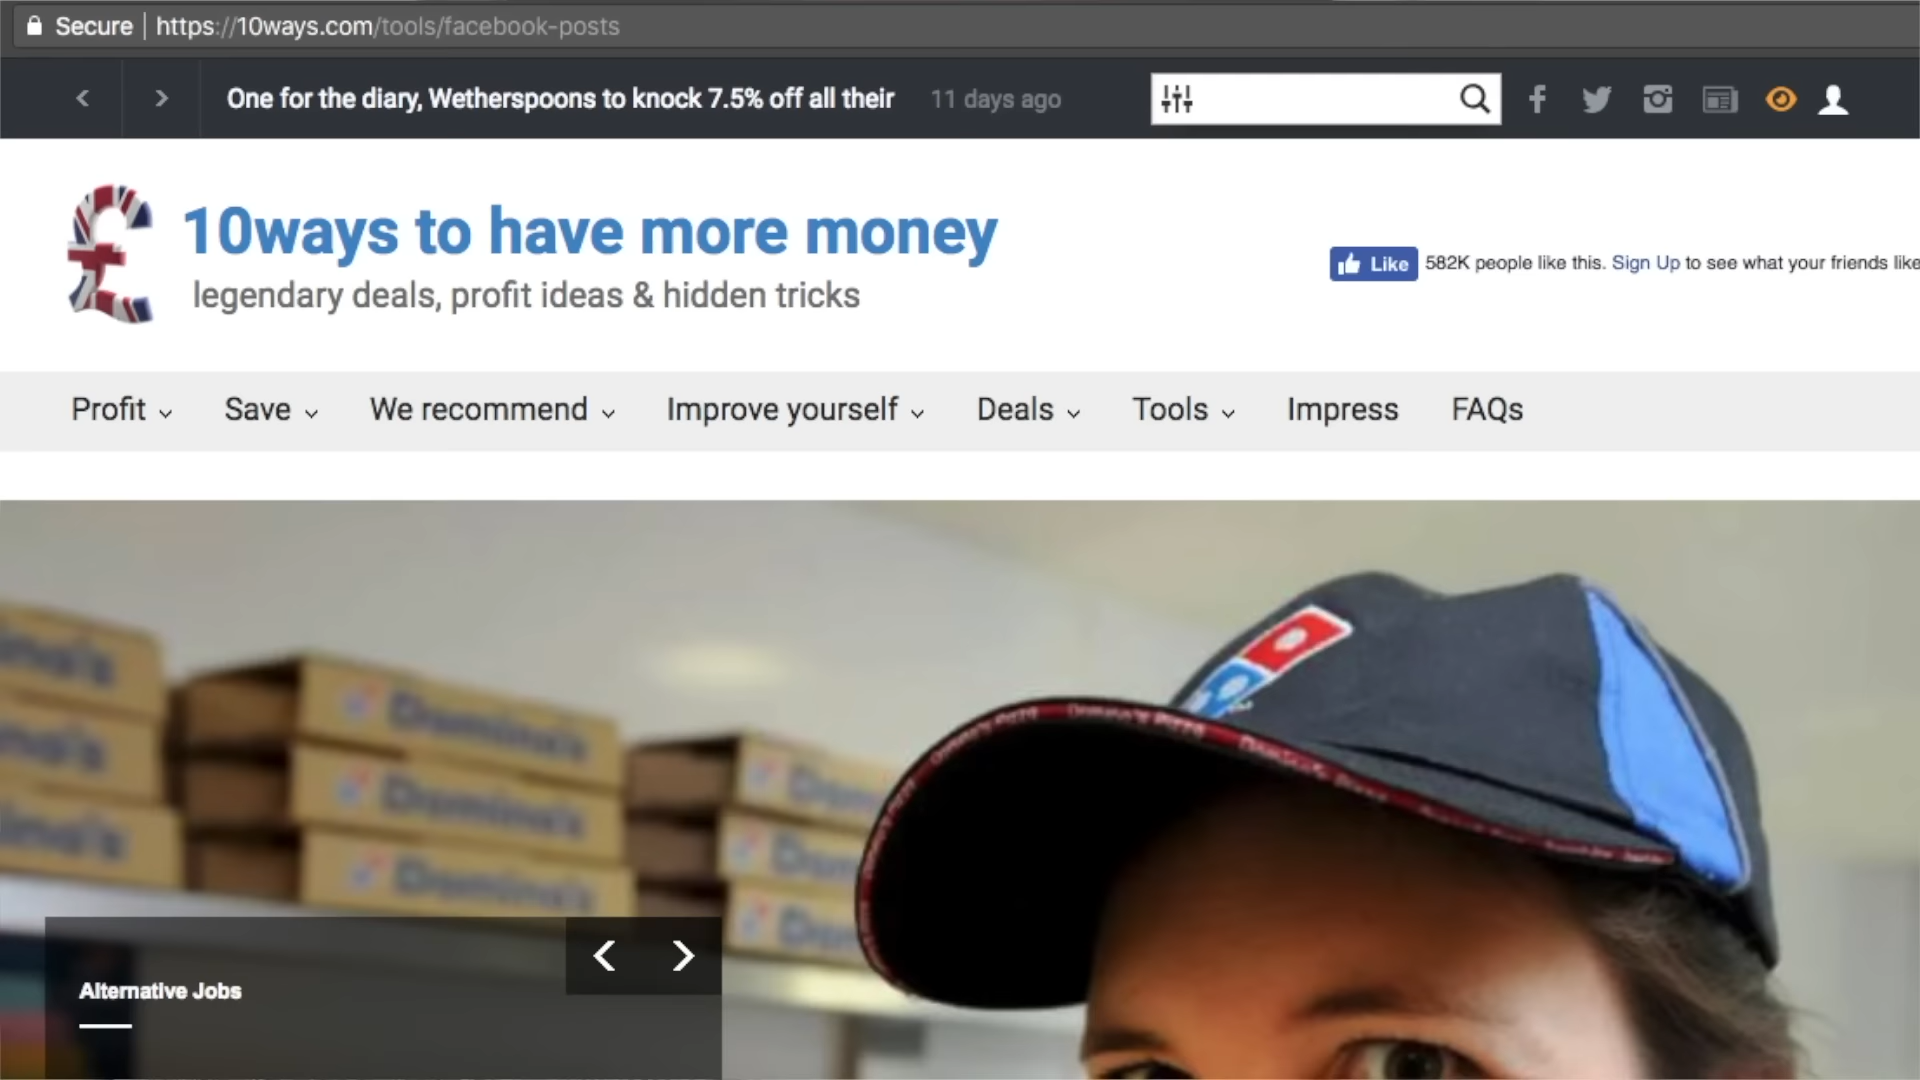 Secure | https://10ways.com/tools/facebook-posts
One for the diary, Wetherspoons to knock 7.5% off all their 11 days ago
10ways to have more money
legendary deals, profit ideas & hidden tricks
Like 582K people like this. Sign Up to see what your friends like
Profit Save We recommend Improve yourself Deals Tools Impress FAQs
Domino's
Domino's
Domino's
Alternative Jobs